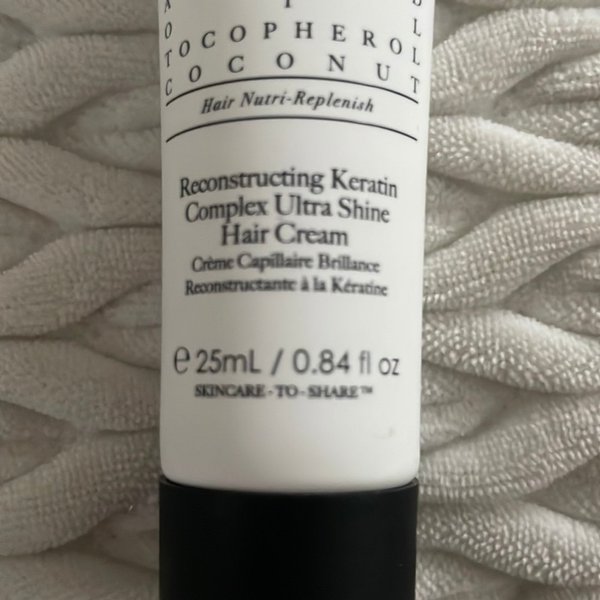 TOCOPHEROL
COCONUT
Hair Nutri-Replenish
Reconstructing Keratin
Complex Ultra Shine
Hair Cream
Crème Capillaire Brillance
Reconstructante à la Kératine
e 25mL / 0.84 fl oz
SKINCARE-TO-SHARE™